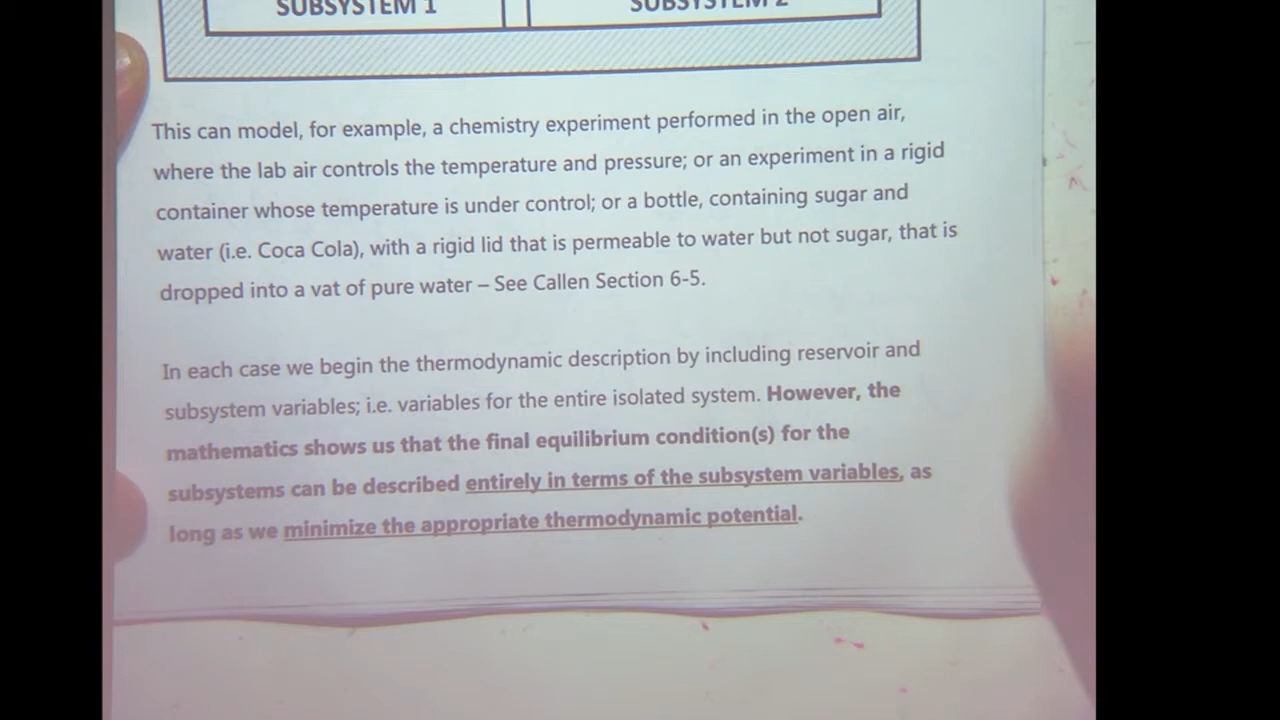 SUBSYSTEM 1 SUBSYSTEM 2
This can model, for example, a chemistry experiment performed in the open air,
where the lab air controls the temperature and pressure; or an experiment in a rigid
container whose temperature is under control; or a bottle, containing sugar and
water (i.e. Coca Cola), with a rigid lid that is permeable to water but not sugar, that is
dropped into a vat of pure water – See Callen Section 6-5.
In each case we begin the thermodynamic description by including reservoir and
subsystem variables; i.e. variables for the entire isolated system. However, the
mathematics shows us that the final equilibrium condition(s) for the
subsystems can be described entirely in terms of the subsystem variables, as
long as we minimize the appropriate thermodynamic potential.